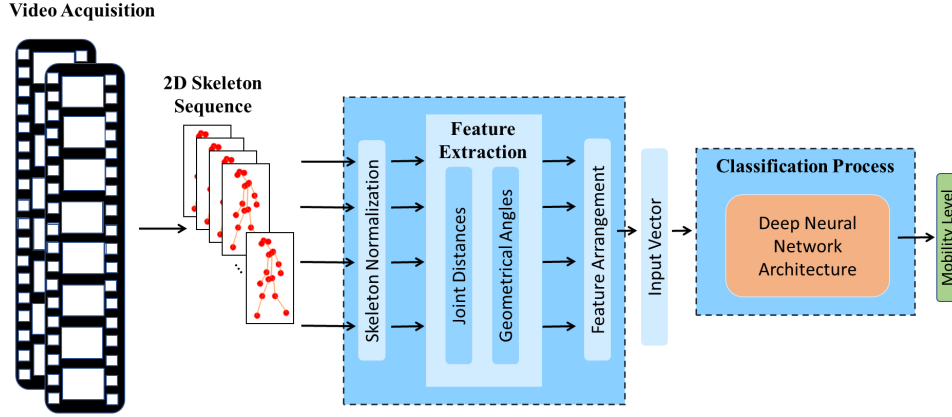 Video Acquisition
2D Skeleton
Sequence
Skeleton Normalization
Feature
Extraction
Joint Distances
Geometrical Angles
Feature Arrangement
Input Vector
Classification Process
Deep Neural
Network
Architecture
Mobility Level